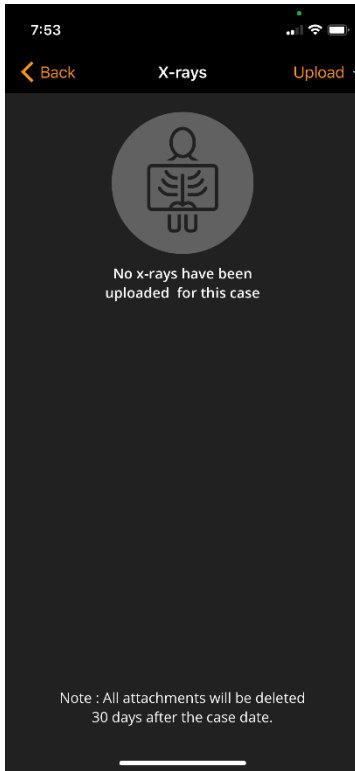 7:53
Back
X-rays
Upload
No x-rays have been
uploaded for this case
Note : All attachments will be deleted
30 days after the case date.